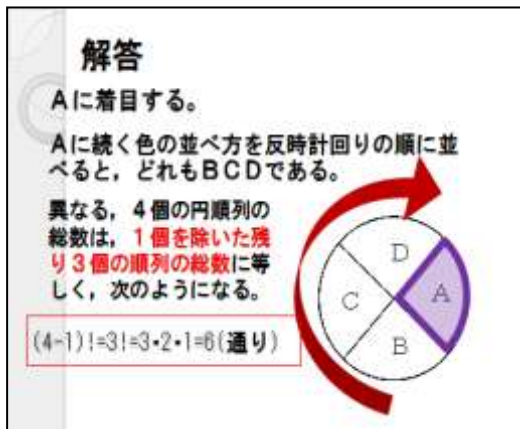 解答
Aに着目する。
Aに続く色の並べ方を反時計回りの順に並
べると，どれもBCDである。
異なる，４個の円順列の
総数は，１個を除いた残
り３個の順列の総数に等
しく，次のようになる。
(4-1)!=3!=3・2・1=6(通り)
D
C
A
B